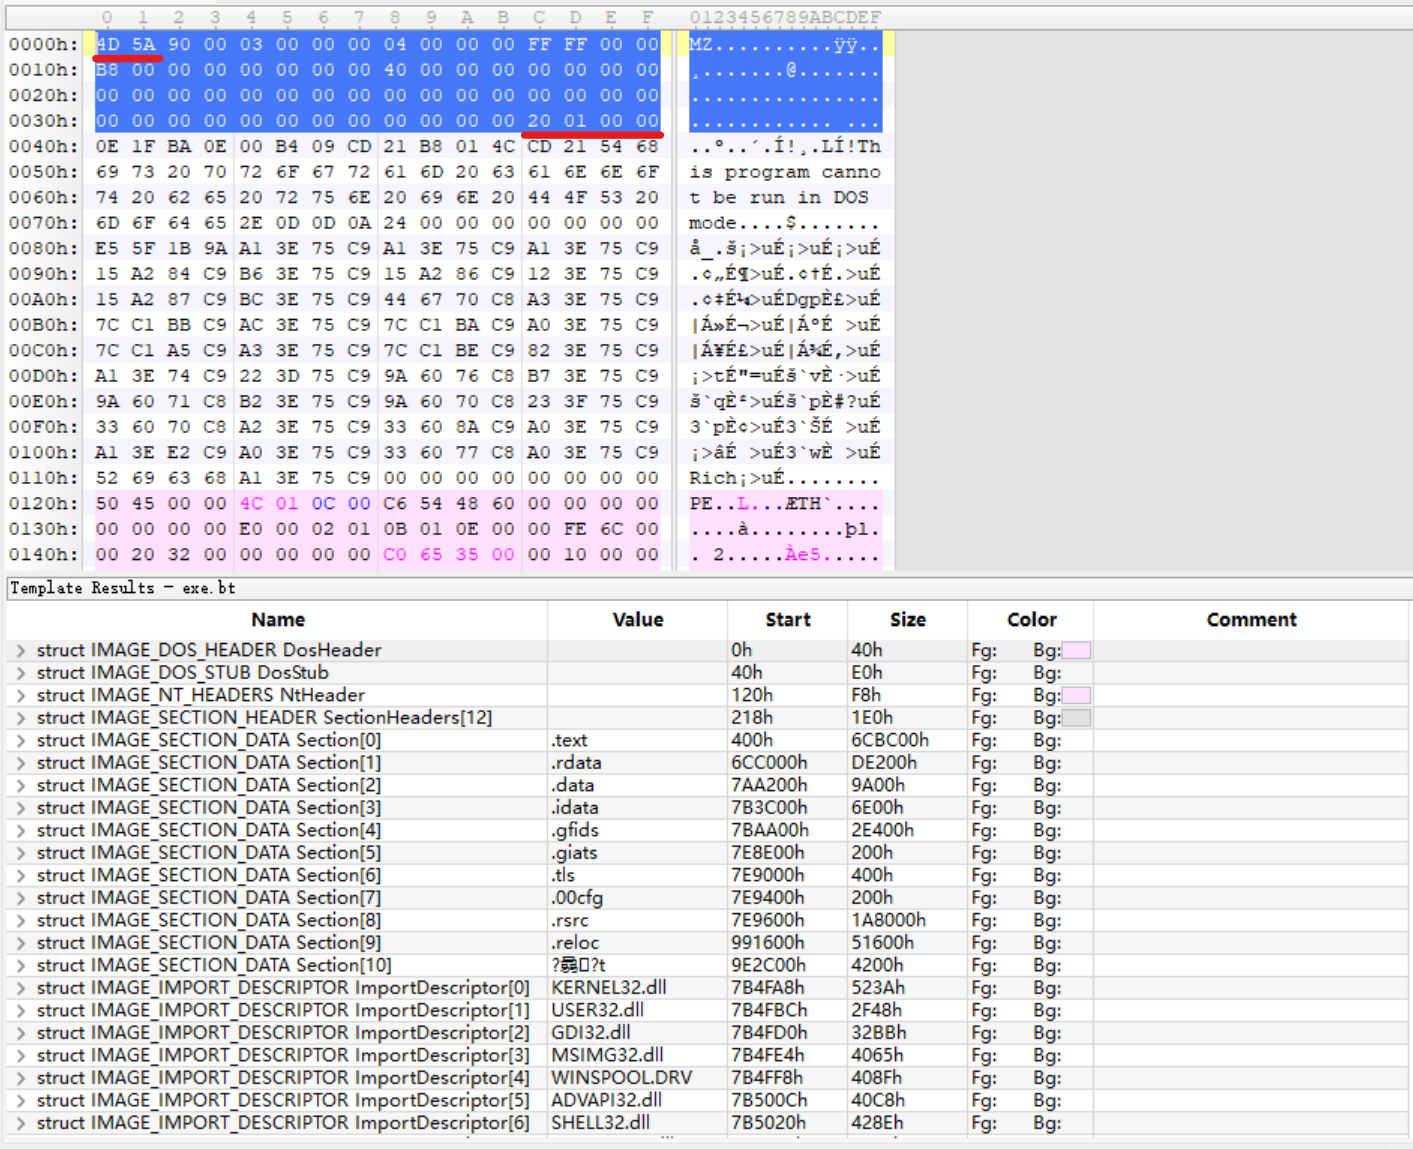 0 1 2 3 4 5 6 7 8 9 A B C D E F 0123456789ABCDEF
0000h: 4D 5A 90 00 03 00 00 00 04 00 00 00 FF FF 00 00 MZ..........ÿÿ..
0010h: B8 00 00 00 00 00 00 00 40 00 00 00 00 00 00 00 ¸.......@.......
0020h: 00 00 00 00 00 00 00 00 00 00 00 00 00 00 00 00 ................
0030h: 00 00 00 00 00 00 00 00 00 00 00 00 20 01 00 00 ............ ...
0040h: 0E 1F BA 0E 00 B4 09 CD 21 B8 01 4C CD 21 54 68 ..º..´.Í!¸.LÍ!Th
0050h: 69 73 20 70 72 6F 67 72 61 6D 20 63 61 6E 6E 6F is program canno
0060h: 74 20 62 65 20 72 75 6E 20 69 6E 20 44 4F 53 20 t be run in DOS
0070h: 6D 6F 64 65 2E 0D 0D 0A 24 00 00 00 00 00 00 00 mode....$.......
0080h: E5 5F 1B 9A A1 3E 75 C9 A1 3E 75 C9 A1 3E 75 C9 å_.š¡>uÉ¡>uÉ¡>uÉ
0090h: 15 A2 84 C9 B6 3E 75 C9 15 A2 86 C9 12 3E 75 C9 .¢„É¶>uÉ.¢†É.>uÉ
00A0h: 15 A2 87 C9 BC 3E 75 C9 44 67 70 C8 A3 3E 75 C9 .¢‡É¼>uÉDgpÈ£>uÉ
00B0h: 7C C1 BB C9 AC 3E 75 C9 7C C1 BA C9 A0 3E 75 C9 |Á»É¬>uÉ|ÁºÉ >uÉ
00C0h: 7C C1 A5 C9 A3 3E 75 C9 7C C1 BE C9 82 3E 75 C9 |Á¥É£>uÉ|Á¾É‚>uÉ
00D0h: A1 3E 74 C9 22 3D 75 C9 9A 60 76 C8 B7 3E 75 C9 ¡>tÉ"=uÉš`vÈ·>uÉ
00E0h: 9A 60 71 C8 B2 3E 75 C9 9A 60 70 C8 23 3F 75 C9 š`qÈ²>uÉš`pÈ#?uÉ
00F0h: 33 60 70 C8 A2 3E 75 C9 33 60 8A C9 A0 3E 75 C9 3`pÈ¢>uÉ3`ŠÉ >uÉ
0100h: A1 3E E2 C9 A0 3E 75 C9 33 60 77 C8 A0 3E 75 C9 ¡>âÉ >uÉ3`wÈ >uÉ
0110h: 52 69 63 68 A1 3E 75 C9 00 00 00 00 00 00 00 00 Rich¡>uÉ........
0120h: 50 45 00 00 4C 01 0C 00 C6 54 48 60 00 00 00 00 PE..L...ÆTH`....
0130h: 00 00 00 00 E0 00 02 01 0B 01 0E 00 00 FE 6C 00 ....à........þl.
0140h: 00 20 32 00 00 00 00 00 C0 65 35 00 00 10 00 00 . 2.....Àe5.....
Template Results - exe.bt
Name Value Start Size Color Comment
struct IMAGE_DOS_HEADER DosHeader 0h 40h Fg: Bg:
struct IMAGE_DOS_STUB DosStub 40h E0h Fg: Bg:
struct IMAGE_NT_HEADERS NtHeader 120h F8h Fg: Bg:
struct IMAGE_SECTION_HEADER SectionHeaders[12] 218h 1E0h Fg: Bg:
struct IMAGE_SECTION_DATA Section[0] .text 400h 6CBC00h Fg: Bg:
struct IMAGE_SECTION_DATA Section[1] .rdata 6CC000h DE200h Fg: Bg:
struct IMAGE_SECTION_DATA Section[2] .data 7AA200h 9A00h Fg: Bg:
struct IMAGE_SECTION_DATA Section[3] .idata 7B3C00h 6E00h Fg: Bg:
struct IMAGE_SECTION_DATA Section[4] .gfids 7BAA00h 2E400h Fg: Bg:
struct IMAGE_SECTION_DATA Section[5] .giats 7E8E00h 200h Fg: Bg:
struct IMAGE_SECTION_DATA Section[6] .tls 7E9000h 400h Fg: Bg:
struct IMAGE_SECTION_DATA Section[7] .00cfg 7E9400h 200h Fg: Bg:
struct IMAGE_SECTION_DATA Section[8] .rsrc 7E9600h 1A8000h Fg: Bg:
struct IMAGE_SECTION_DATA Section[9] .reloc 991600h 51600h Fg: Bg:
struct IMAGE_SECTION_DATA Section[10] 9E2C00h 4200h Fg: Bg:
struct IMAGE_IMPORT_DESCRIPTOR ImportDescriptor[0] KERNEL32.dll 7B4FA8h 523Ah Fg: Bg:
struct IMAGE_IMPORT_DESCRIPTOR ImportDescriptor[1] USER32.dll 7B4FBCh 2F48h Fg: Bg:
struct IMAGE_IMPORT_DESCRIPTOR ImportDescriptor[2] GDI32.dll 7B4FD0h 32BBh Fg: Bg:
struct IMAGE_IMPORT_DESCRIPTOR ImportDescriptor[3] MSIMG32.dll 7B4FE4h 4065h Fg: Bg:
struct IMAGE_IMPORT_DESCRIPTOR ImportDescriptor[4] WINSPOOL.DRV 7B4FF8h 408Fh Fg: Bg:
struct IMAGE_IMPORT_DESCRIPTOR ImportDescriptor[5] ADVAPI32.dll 7B500Ch 40C8h Fg: Bg:
struct IMAGE_IMPORT_DESCRIPTOR ImportDescriptor[6] SHELL32.dll 7B5020h 428Eh Fg: Bg: